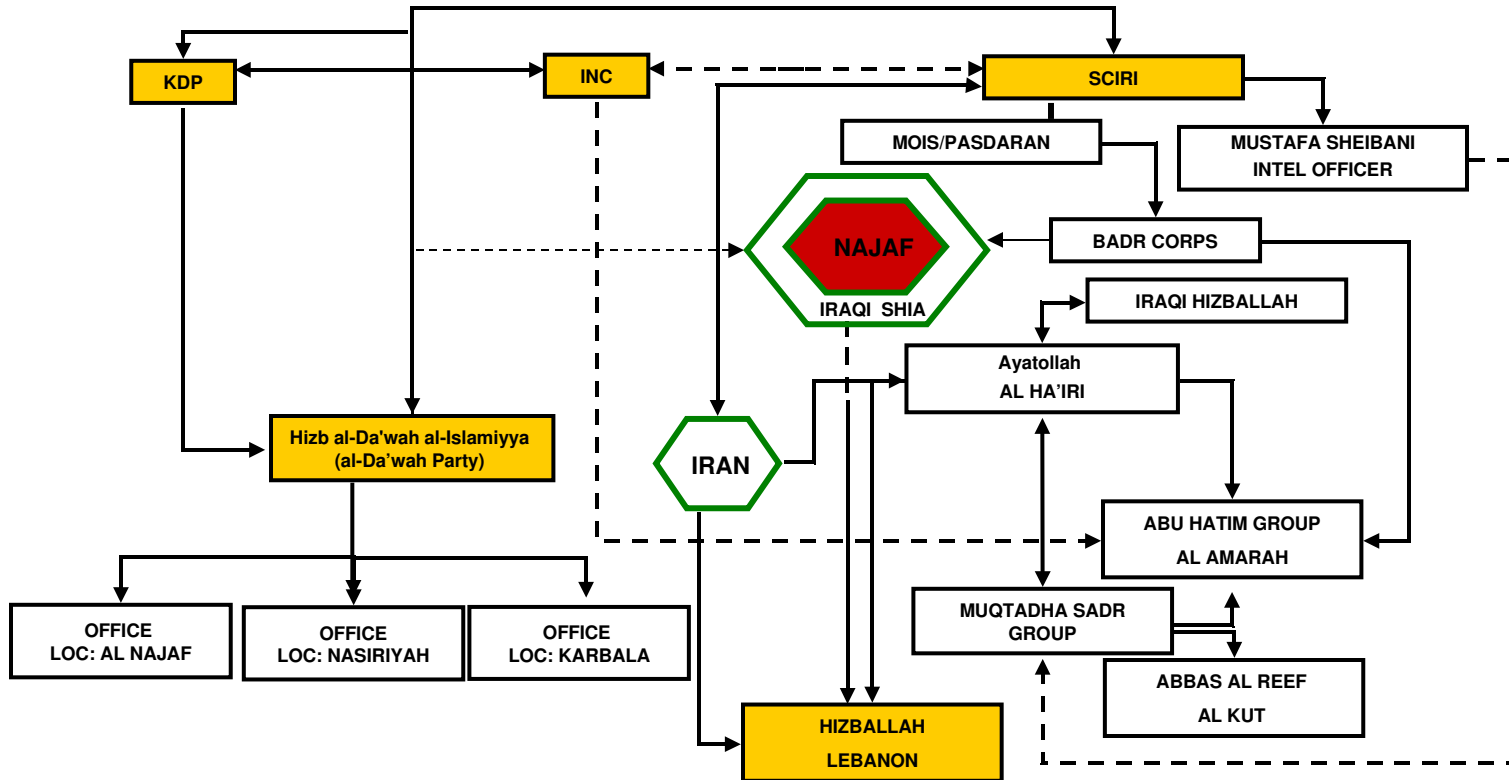 KDP
INC
SCIRI
MOIS/PASDARAN
MUSTAFA SHEIBANI
INTEL OFFICER
NAJAF
IRAQI SHIA
BADR CORPS
IRAQI HIZBALLAH
Ayatollah
AL HA’IRI
Hizb al-Da'wah al-Islamiyya
(al-Da’wah Party)
IRAN
ABU HATIM GROUP
AL AMARAH
MUQTADHA SADR
GROUP
OFFICE
LOC: AL NAJAF
OFFICE
LOC: NASIRIYAH
OFFICE
LOC: KARBALA
ABBAS AL REEF
AL KUT
HIZBALLAH
LEBANON